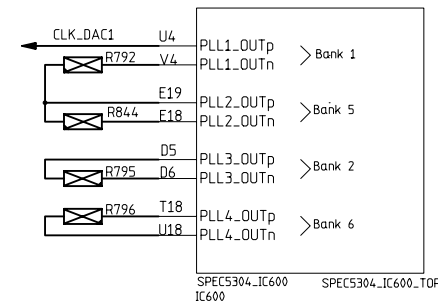 CLK_DAC1 U4 PLL1_OUTp
R792 V4 PLL1_OUTn
Bank 1
E19 PLL2_OUTp
R844 E18 PLL2_OUTn
Bank 5
D5 PLL3_OUTp
R795 D6 PLL3_OUTn
Bank 2
R796 T18 PLL4_OUTp
U18 PLL4_OUTn
Bank 6
SPEC5304_IC600 SPEC5304_IC600_TOP
IC600